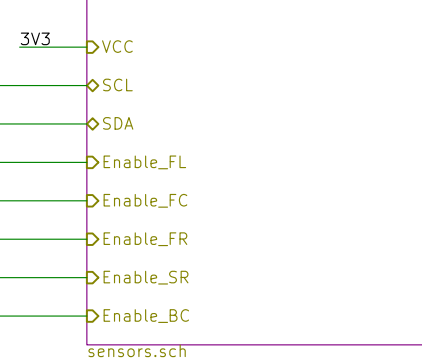 3V3
VCC
SCL
SDA
Enable_FL
Enable_FC
Enable_FR
Enable_SR
Enable_BC
sensors.sch